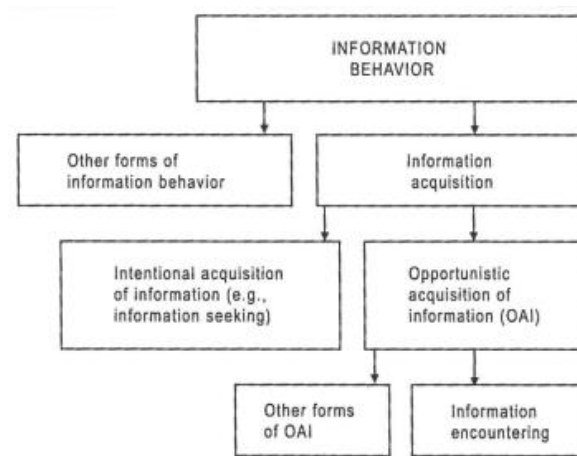 INFORMATION
BEHAVIOR
Other forms of
information behavior
Information
acquisition
Intentional acquisition
of information (e.g.,
information seeking)
Opportunistic
acquisition of
information (OAI)
Other forms
of OAI
Information
encountering